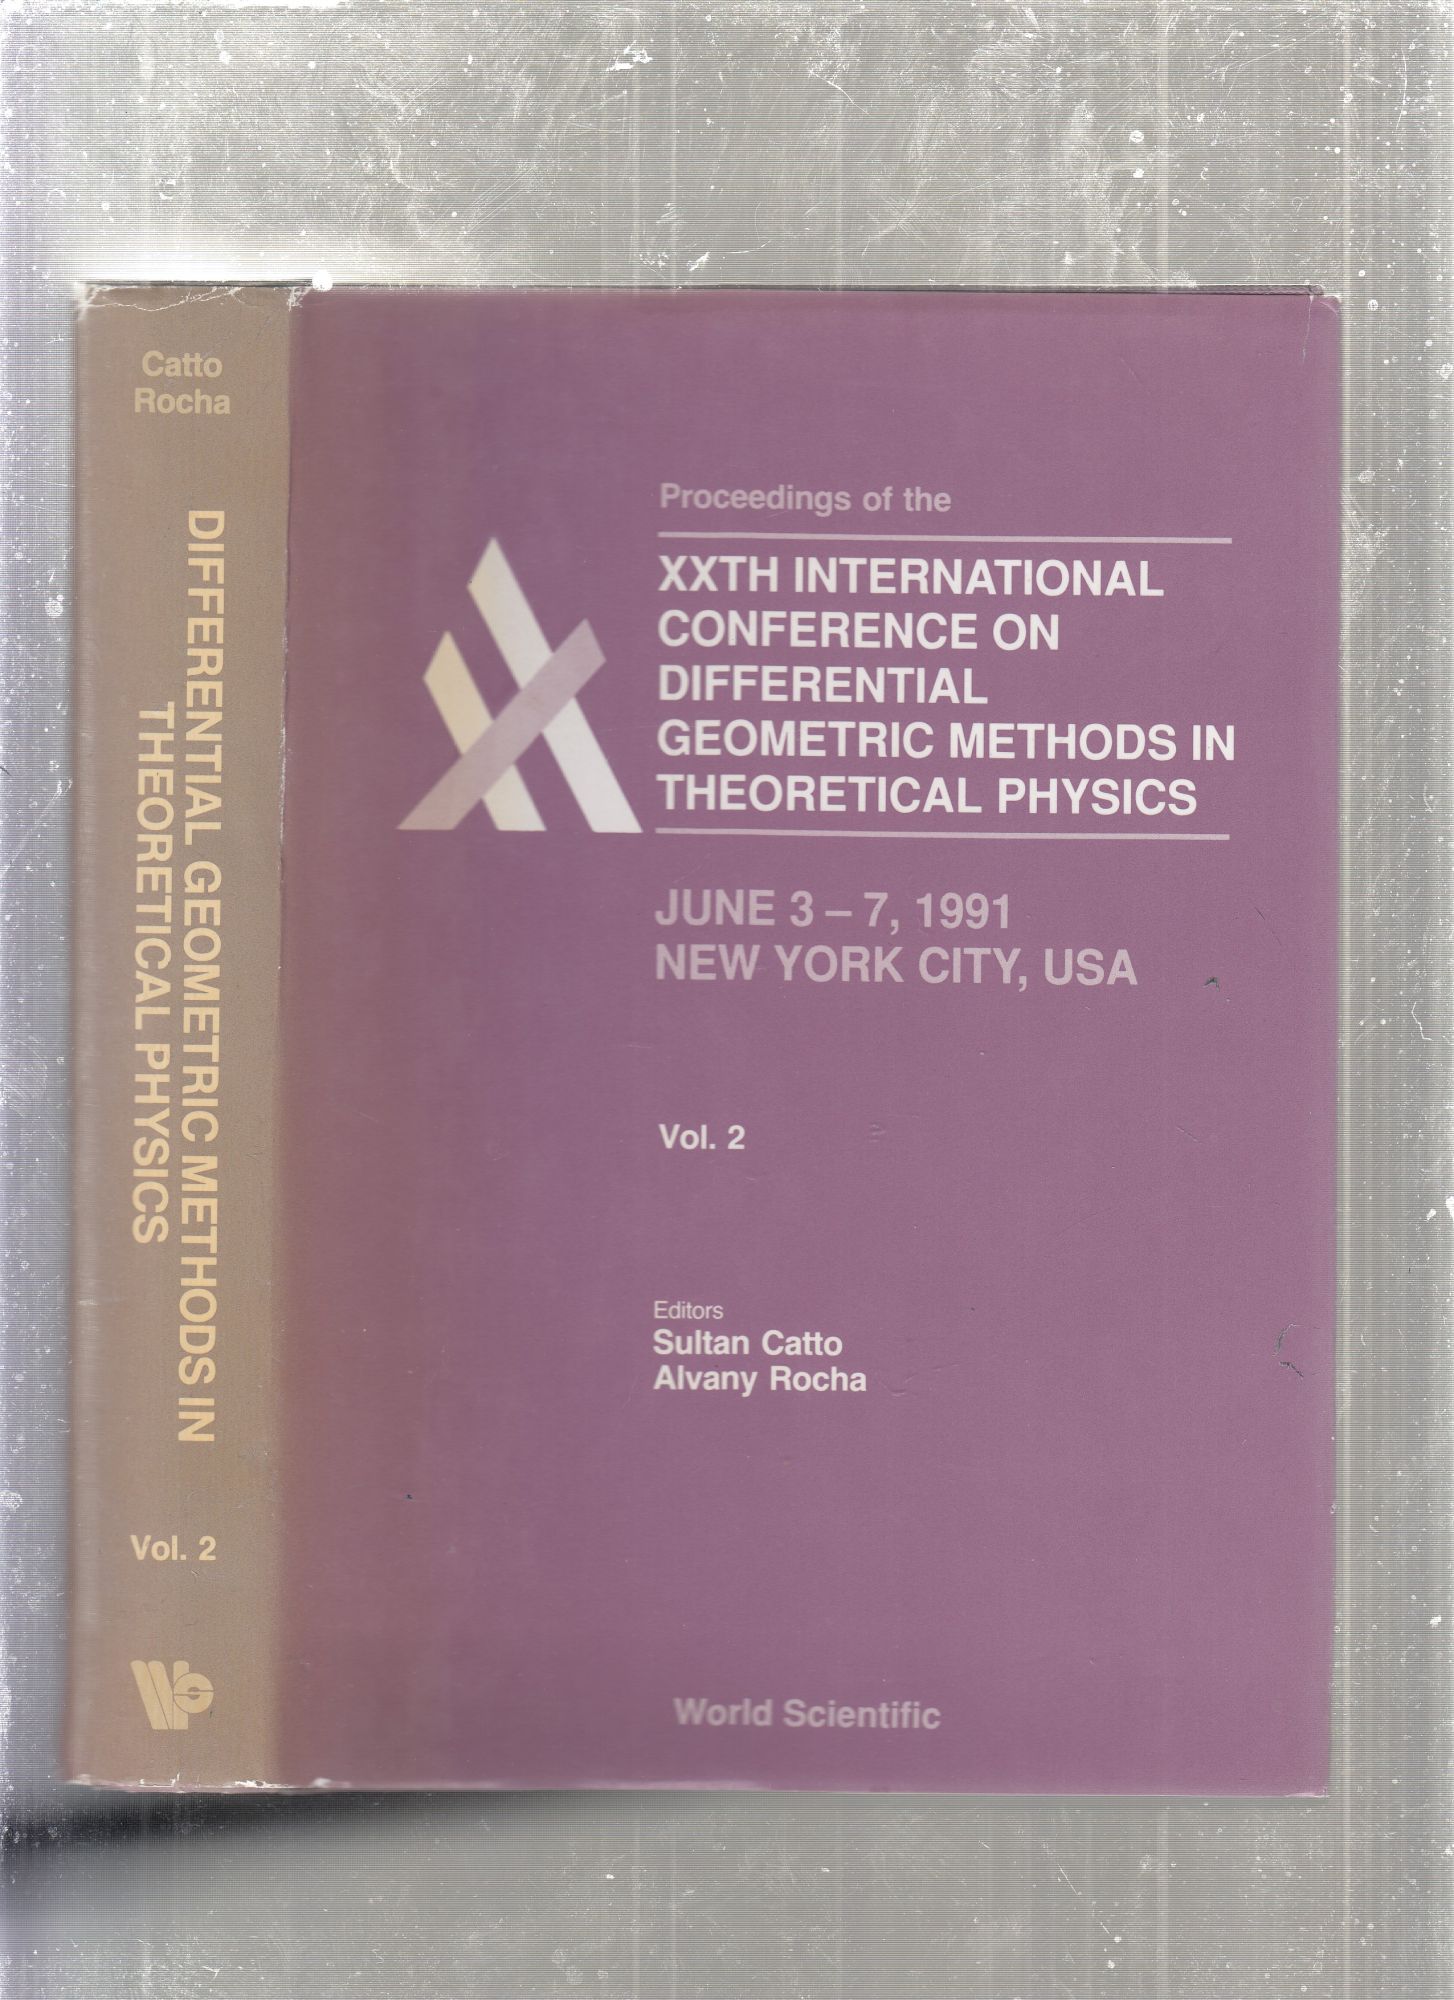 Catto
Rocha
DIFFERENTIAL GEOMETRIC METHODS IN
THEORETICAL PHYSICS
Vol. 2
Proceedings of the
XXTH INTERNATIONAL
CONFERENCE ON
DIFFERENTIAL
GEOMETRIC METHODS IN
THEORETICAL PHYSICS
JUNE 3 – 7, 1991
NEW YORK CITY, USA
Vol. 2
Editors
Sultan Catto
Alvany Rocha
World Scientific